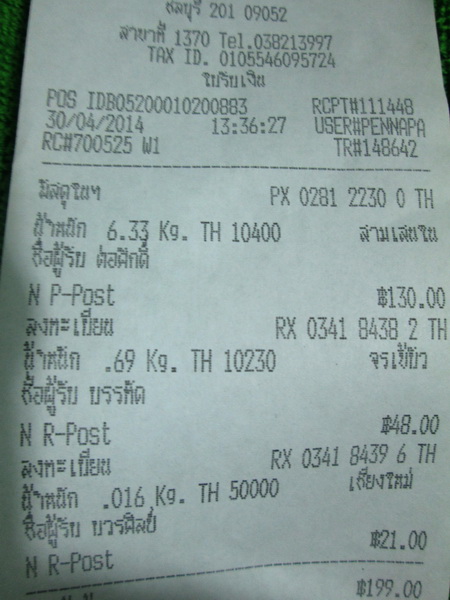 ชลบุรี 201 09052
สาขาที่ 1370 Tel.038213997
TAX ID. 0105546095724
ใบรับเงิน
POS IDB05200010200883 RCPT#111448
30/04/2014 13:36:27 USER#PENNAPA
RC#700525 W1 TR#148642
พัสดุในฯ PX 0281 2230 0 TH
น้ำหนัก 6.33 Kg. TH 10400 สามเสนใน
ชื่อผู้รับ ต่อศักดิ์
N P-Post ฿130.00
ลงทะเบียน RX 0341 8438 2 TH
น้ำหนัก .69 Kg. TH 10230 จรเข้บัว
ชื่อผู้รับ บรรทัด
N R-Post ฿48.00
ลงทะเบียน RX 0341 8439 6 TH
น้ำหนัก .016 Kg. TH 50000 เชียงใหม่
ชื่อผู้รับ บวรศิลป์
N R-Post ฿21.00
฿199.00